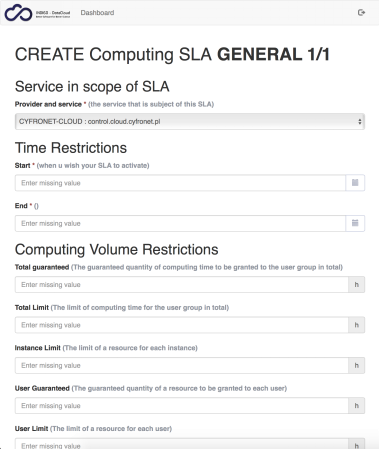 INDIGO - DataCloud
Dashboard
CREATE Computing SLA GENERAL 1/1
Service in scope of SLA
Provider and service * (the service that is subject of this SLA)
CYFRONET-CLOUD : control.cloud.cyfronet.pl
Time Restrictions
Start * (when u wish your SLA to activate)
Enter missing value
End * ()
Enter missing value
Computing Volume Restrictions
Total guaranteed (The guaranteed quantity of computing time to be granted to the user group in total)
Enter missing value h
Total Limit (The limit of computing time for the user group in total)
Enter missing value h
Instance Limit (The limit of a resource for each instance)
Enter missing value h
User Guaranteed (The guaranteed quantity of a resource to be granted to each user)
Enter missing value h
User Limit (The limit of a resource for each user)
Enter missing value h